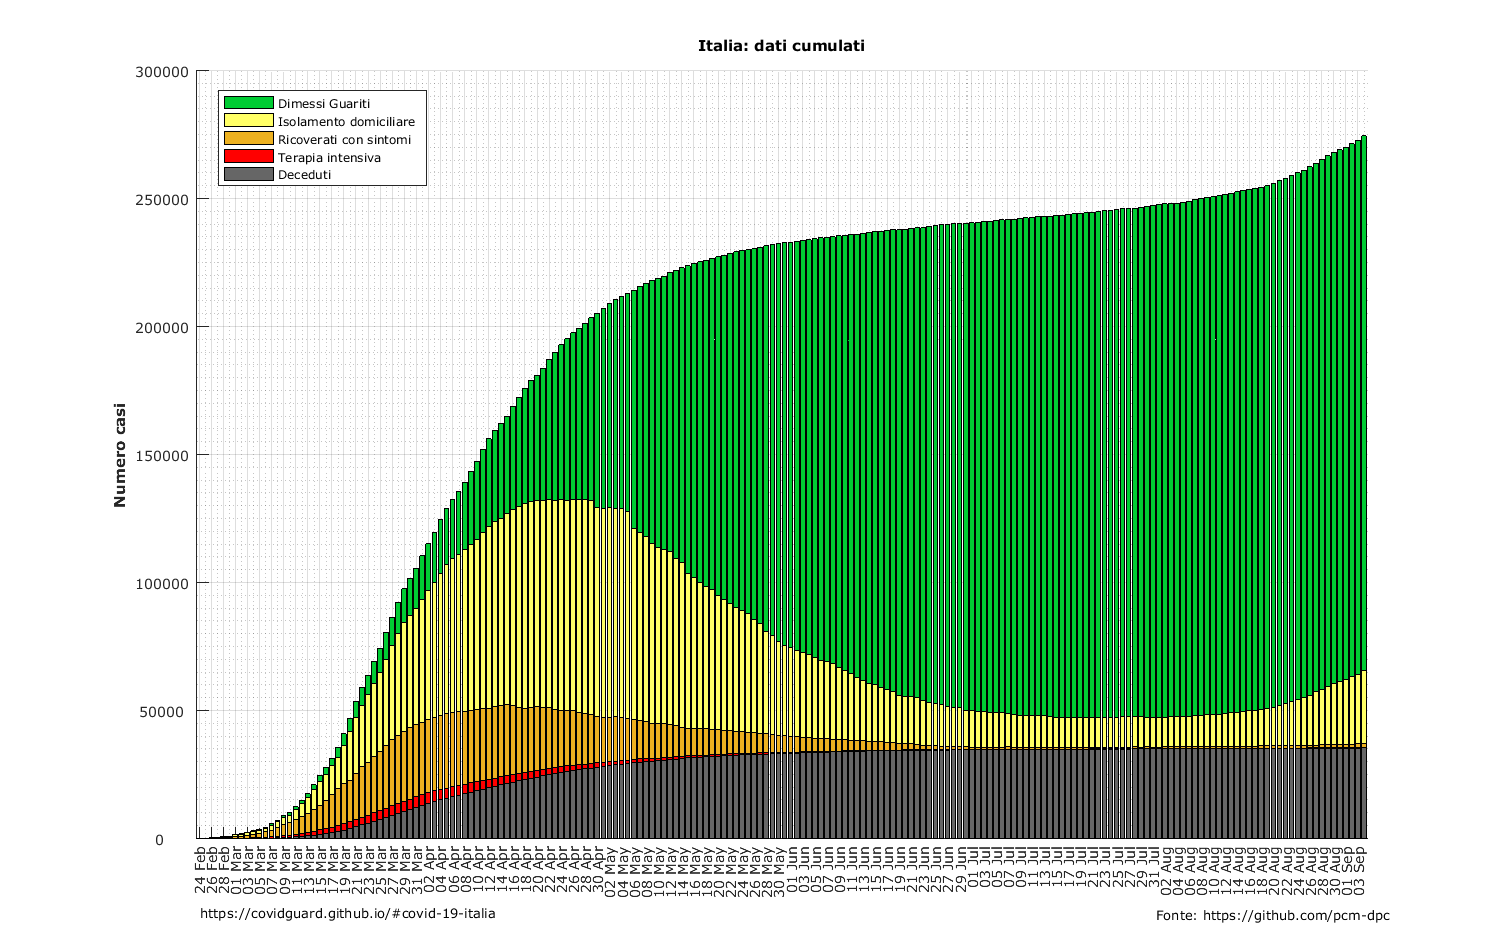 Italia: dati cumulati
300000
250000
200000
150000
100000
50000
0
Numero casi
Dimessi Guariti
Isolamento domiciliare
Ricoverati con sintomi
Terapia intensiva
Deceduti
24 Feb
26 Feb
28 Feb
01 Mar
03 Mar
05 Mar
07 Mar
09 Mar
11 Mar
13 Mar
15 Mar
17 Mar
19 Mar
21 Mar
23 Mar
25 Mar
27 Mar
29 Mar
31 Mar
02 Apr
04 Apr
06 Apr
08 Apr
10 Apr
12 Apr
14 Apr
16 Apr
18 Apr
20 Apr
22 Apr
24 Apr
26 Apr
28 Apr
30 Apr
02 May
04 May
06 May
08 May
10 May
12 May
14 May
16 May
18 May
20 May
22 May
24 May
26 May
28 May
30 May
01 Jun
03 Jun
05 Jun
07 Jun
09 Jun
11 Jun
13 Jun
15 Jun
17 Jun
19 Jun
21 Jun
23 Jun
25 Jun
27 Jun
29 Jun
01 Jul
03 Jul
05 Jul
07 Jul
09 Jul
11 Jul
13 Jul
15 Jul
17 Jul
19 Jul
21 Jul
23 Jul
25 Jul
27 Jul
29 Jul
31 Jul
02 Aug
04 Aug
06 Aug
08 Aug
10 Aug
12 Aug
14 Aug
16 Aug
18 Aug
20 Aug
22 Aug
24 Aug
26 Aug
28 Aug
30 Aug
01 Sep
03 Sep
https://covidguard.github.io/#covid-19-italia
Fonte: https://github.com/pcm-dpc